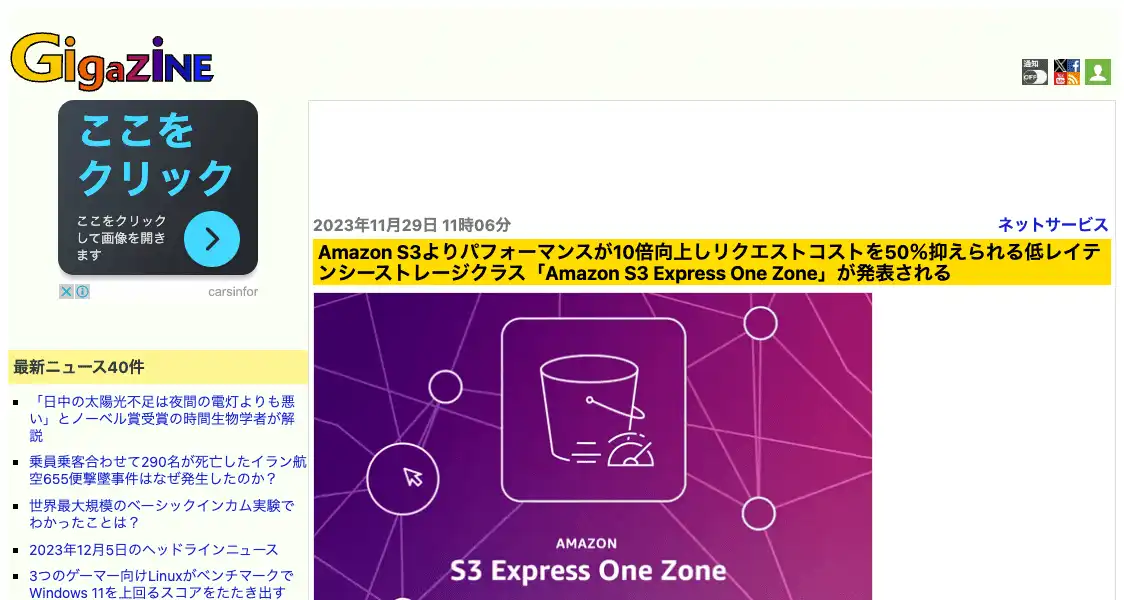 GigaZiNE
通知
OFF
ここを
クリック
ここをクリック
して画像を開き
ます
carsinfor
2023年11月29日 11時06分
ネットサービス
Amazon S3よりパフォーマンスが10倍向上しリクエストコストを50%抑えられる低レイテ
ンシーストレージクラス「Amazon S3 Express One Zone」が発表される
AMAZON
S3 Express One Zone
最新ニュース40件
「日中の太陽光不足は夜間の電灯よりも悪
い」とノーベル賞受賞の時間生物学者が解
説
乗員乗客合わせて290名が死亡したイラン航
空655便撃墜事件はなぜ発生したのか？
世界最大規模のベーシックインカム実験で
わかったことは？
2023年12月5日のヘッドラインニュース
3つのゲーマー向けLinuxがベンチマークで
Windows 11を上回るスコアをたたき出す